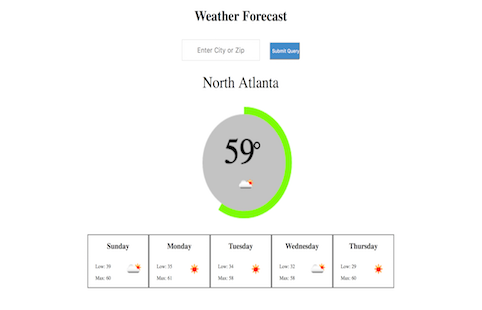 Weather Forecast
Enter City or Zip
Submit Query
North Atlanta
59°
Sunday
Low: 39
Max: 60
Monday
Low: 35
Max: 61
Tuesday
Low: 34
Max: 58
Wednesday
Low: 32
Max: 58
Thursday
Low: 29
Max: 60